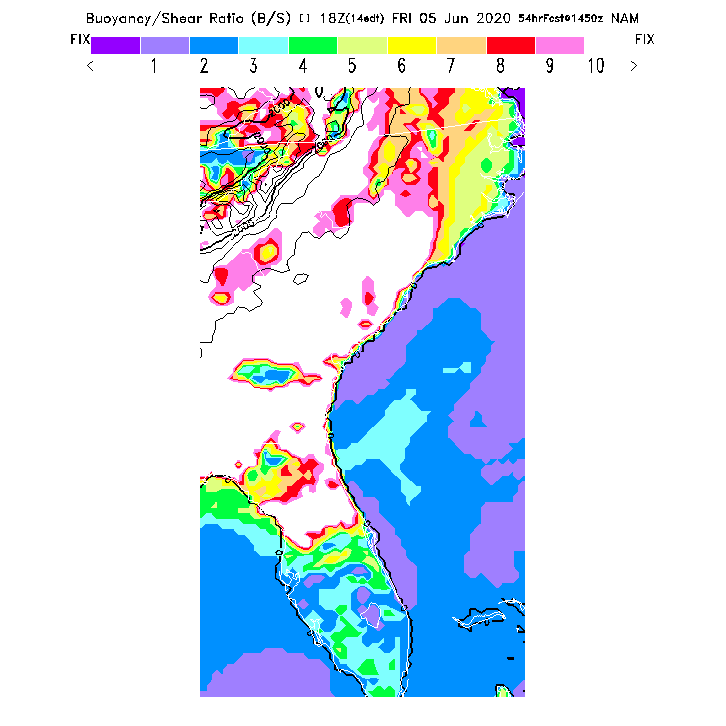 Buoyancy/Shear Ratio (B/S) [] 18Z(14edt) FRI 05 Jun 2020 54hrFcst@1450z NAM
FIX FIX
< 1 2 3 4 5 6 7 8 9 10 >